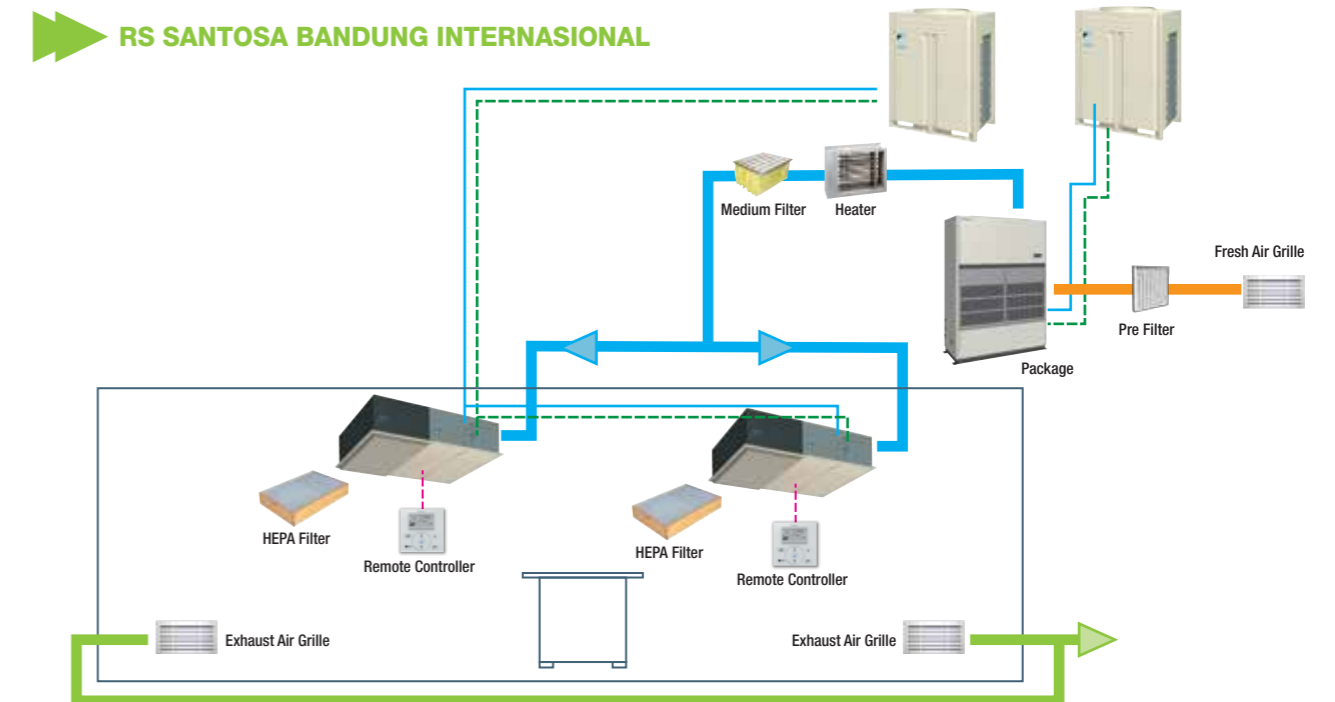 RS SANTOSA BANDUNG INTERNASIONAL
Medium Filter
Heater
Fresh Air Grille
Pre Filter
Package
HEPA Filter
Remote Controller
HEPA Filter
Remote Controller
Exhaust Air Grille
Exhaust Air Grille